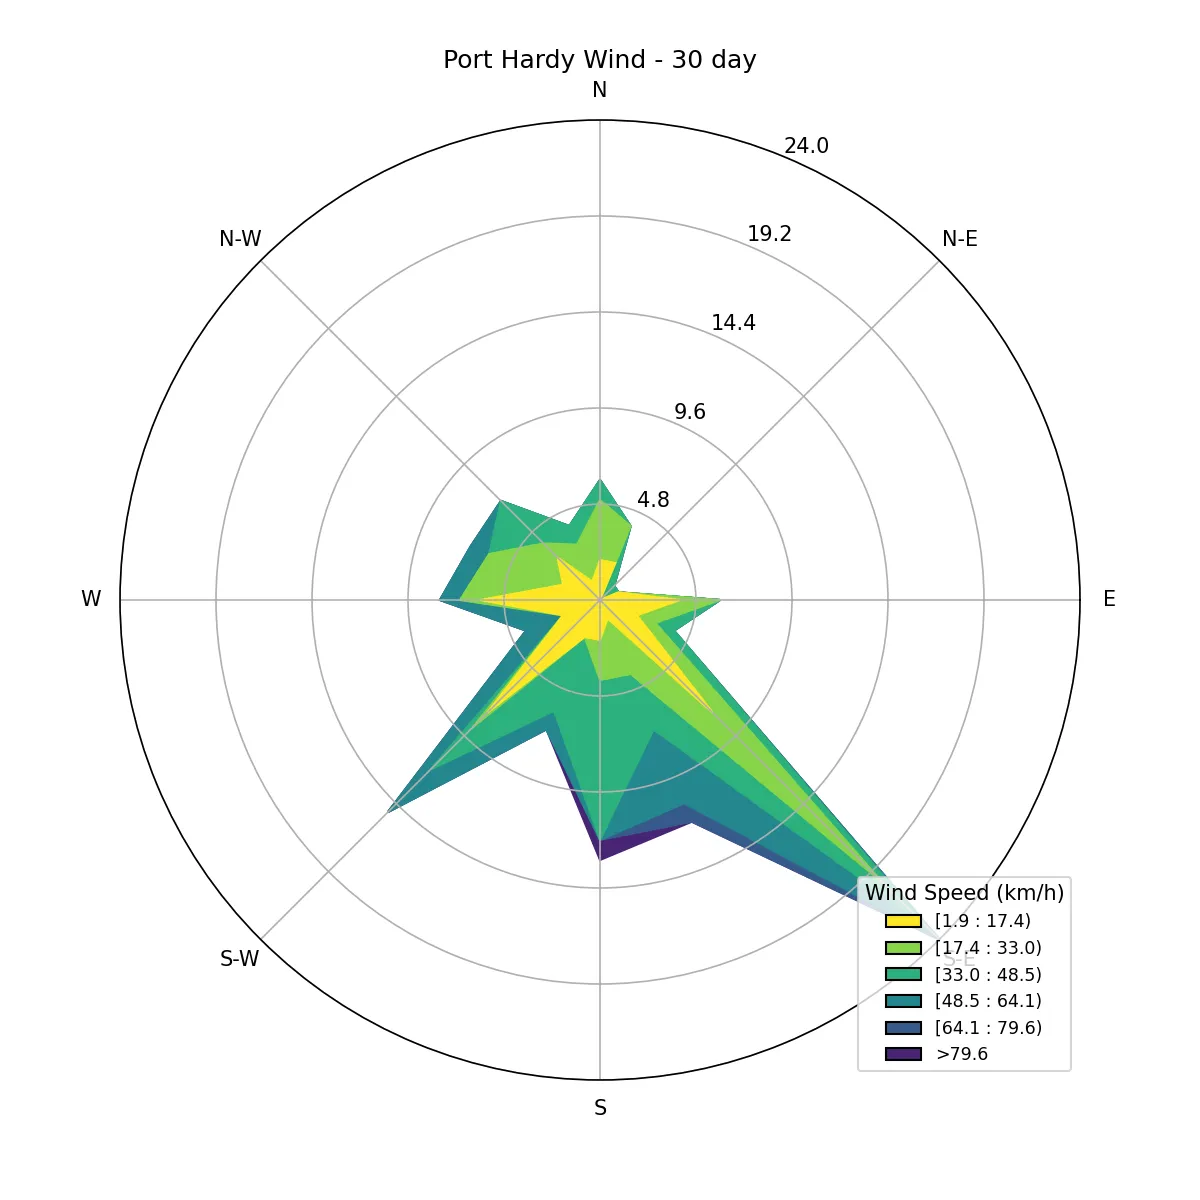 Port Hardy Wind - 30 day
N
24.0
19.2
N-W
N-E
14.4
9.6
4.8
W
E
Wind Speed (km/h)
[1.9 : 17.4)
[17.4 : 33.0)
S-W
S-E
[33.0 : 48.5)
[48.5 : 64.1)
[64.1 : 79.6)
>79.6
S